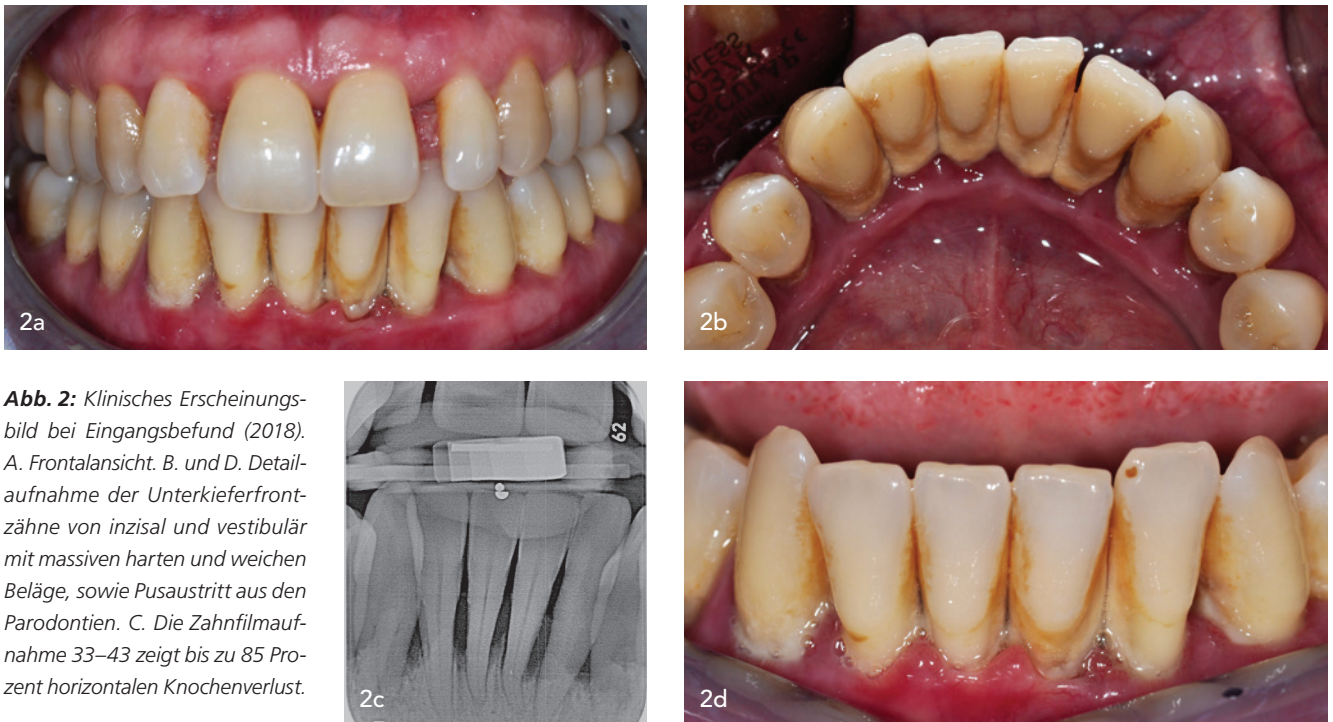 2a
2b
Abb. 2: Klinisches Erscheinungs-
bild bei Eingangsbefund (2018).
A. Frontalansicht. B. und D. Detail-
aufnahme der Unterkieferfront-
zähne von inzisal und vestibulär
mit massiven harten und weichen
Beläge, sowie Pusaustritt aus den
Parodontien. C. Die Zahnfilmauf-
nahme 33–43 zeigt bis zu 85 Pro-
zent horizontalen Knochenverlust.
62
2c
2d